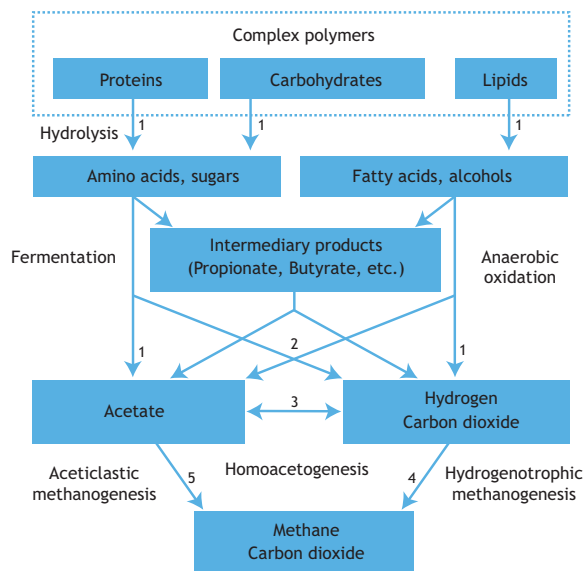 Complex polymers
Proteins
Carbohydrates
Lipids
1
1
1
Hydrolysis
Amino acids, sugars
Fatty acids, alcohols
Fermentation
Intermediary products
(Propionate, Butyrate, etc.)
Anaerobic
oxidation
2
1
1
Acetate
3
Hydrogen
Carbon dioxide
Aceticlastic
methanogenesis
5
Homoacetogenesis
4
Hydrogenotrophic
methanogenesis
Methane
Carbon dioxide